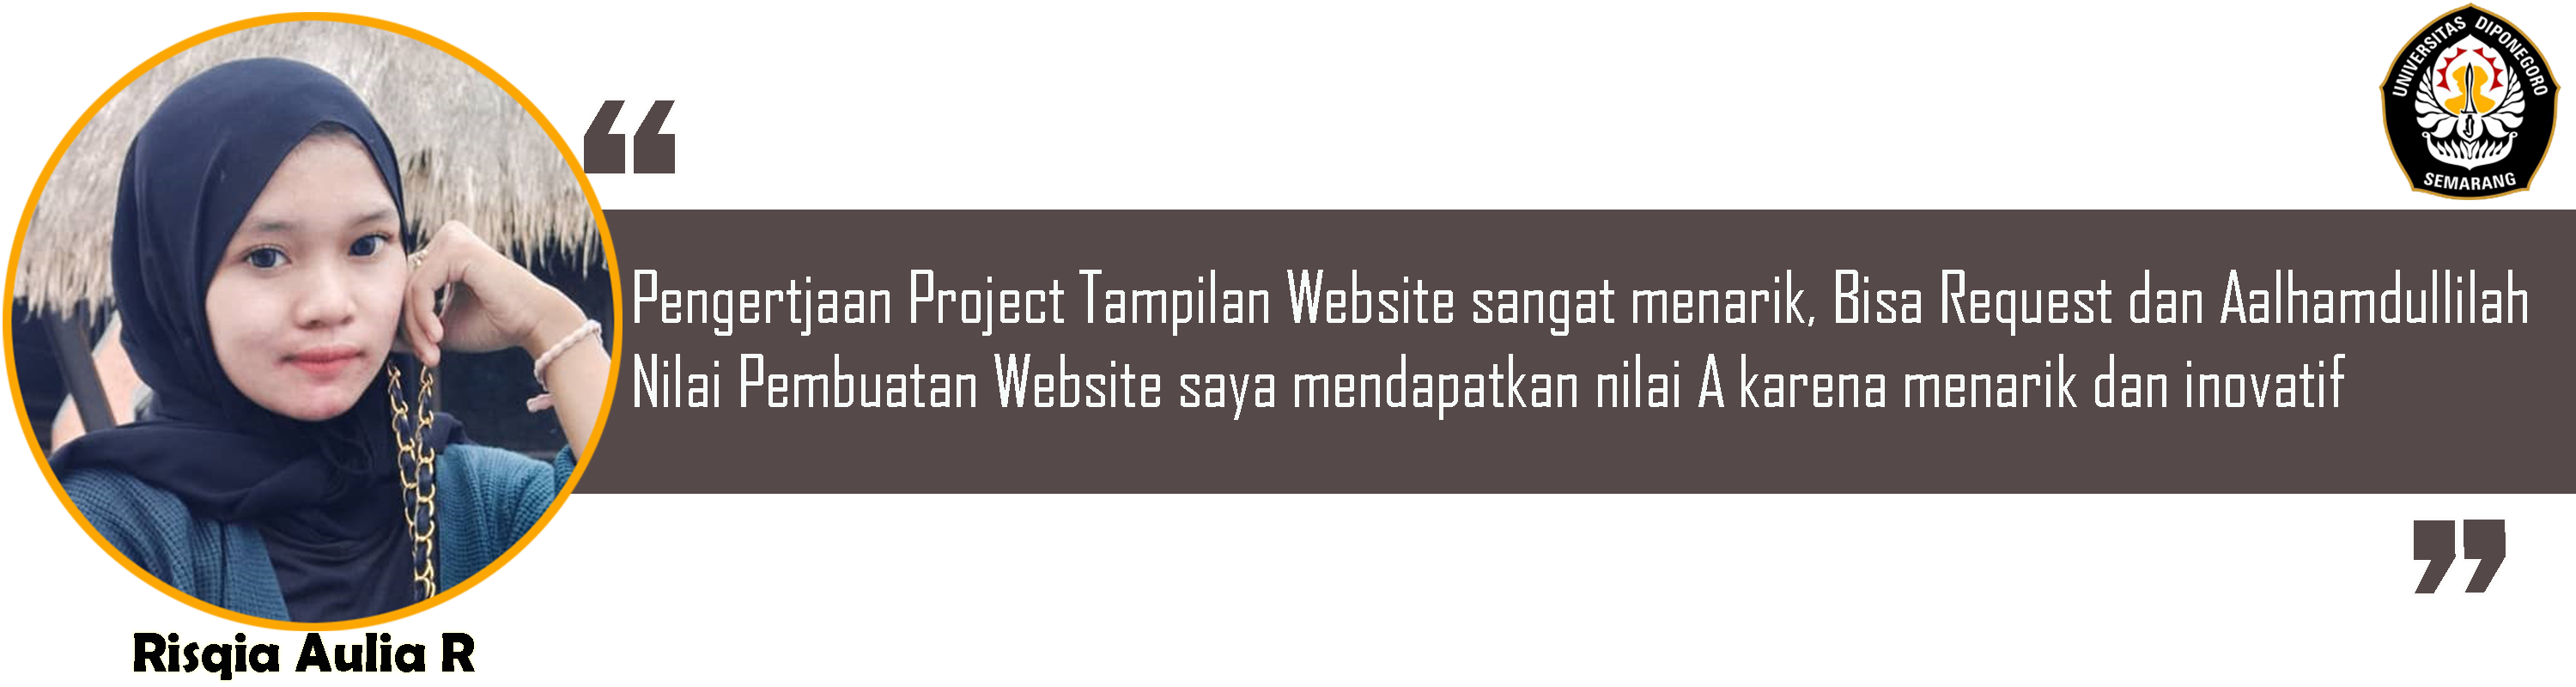 UNIVERSITAS DIPONEGORO
SEMARANG
“
Pengertjaan Project Tampilan Website sangat menarik, Bisa Request dan Aalhamdullilah
Nilai Pembuatan Website saya mendapatkan nilai A karena menarik dan inovatif
”
Risqia Aulia R